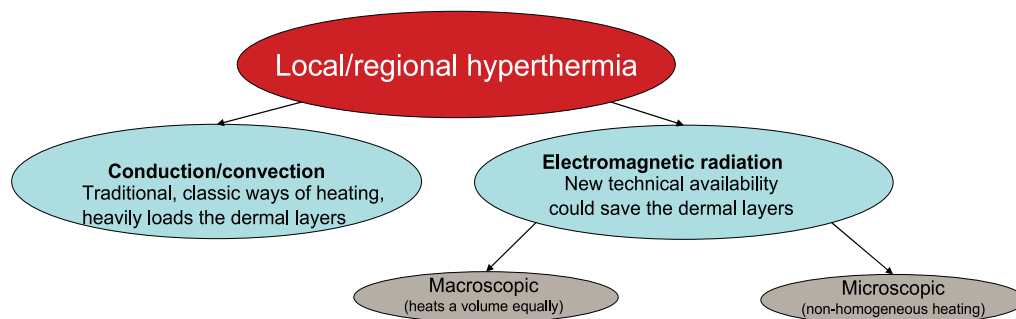 Local/regional hyperthermia
Conduction/convection
Traditional, classic ways of heating,
heavily loads the dermal layers
Electromagnetic radiation
New technical availability
could save the dermal layers
Macroscopic
(heats a volume equally)
Microscopic
(non-homogeneous heating)